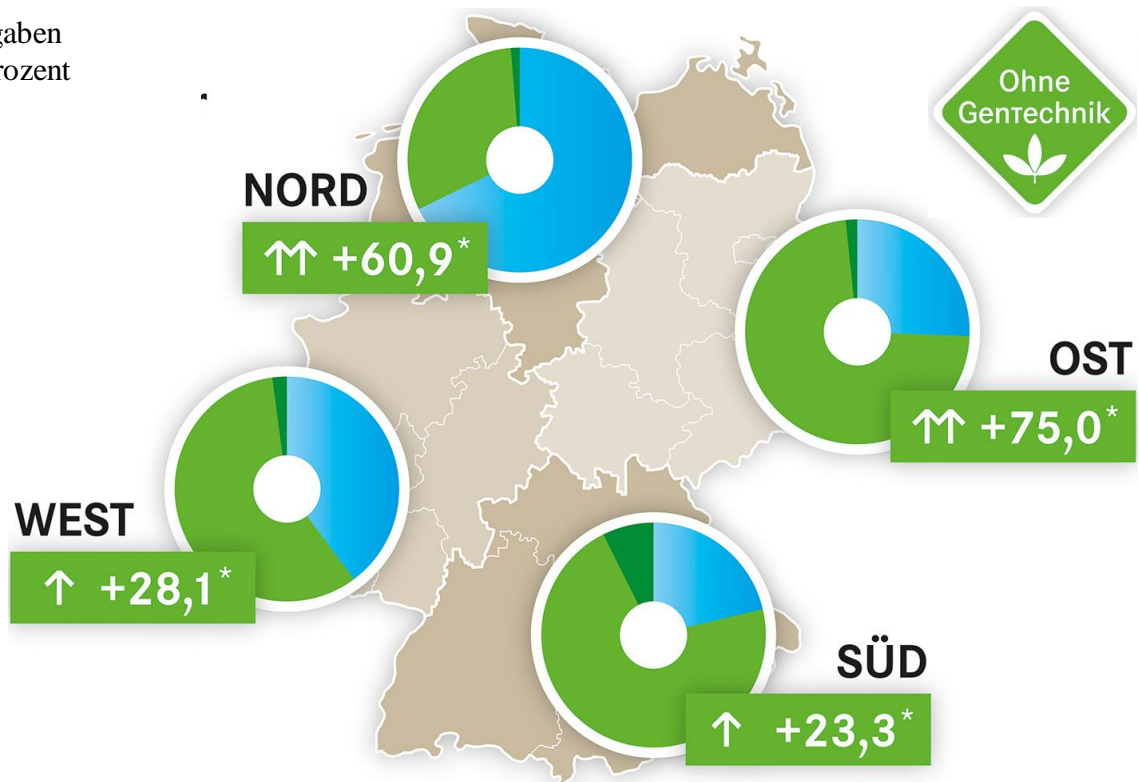 gaben
rozent
Ohne
GenTechnik
NORD
+60,9*
OST
+75,0*
WEST
+28,1*
SÜD
+23,3*